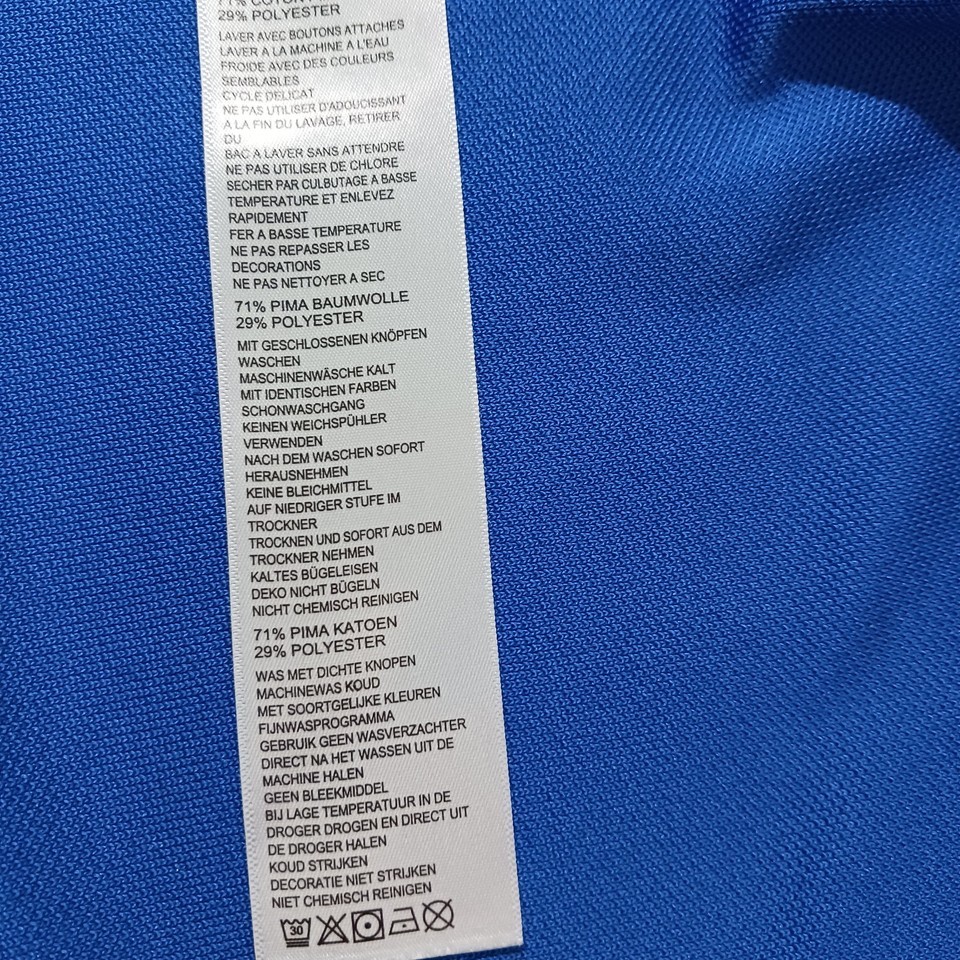 29% POLYESTER
LAVER AVEC BOUTONS ATTACHES
LAVER A LA MACHINE A L'EAU
FROIDE AVEC DES COULEURS
SEMBLABLES
CYCLE DELICAT
NE PAS UTILISER D'ADOUCISSANT
A LA FIN DU LAVAGE, RETIRER
DU
BAC A LAVER SANS ATTENDRE
NE PAS UTILISER DE CHLORE
SECHER PAR CULBUTAGE A BASSE
TEMPERATURE ET ENLEVEZ
RAPIDEMENT
FER A BASSE TEMPERATURE
NE PAS REPASSER LES
DECORATIONS
NE PAS NETTOYER A SEC
71% PIMA BAUMWOLLE
29% POLYESTER
MIT GESCHLOSSENEN KNÖPFEN
WASCHEN
MASCHINENWÄSCHE KALT
MIT IDENTISCHEN FARBEN
SCHONWASCHGANG
KEINEN WEICHSPÜHLER
VERWENDEN
NACH DEM WASCHEN SOFORT
HERAUSNEHMEN
KEINE BLEICHMITTEL
AUF NIEDRIGER STUFE IM
TROCKNER
TROCKNEN UND SOFORT AUS DEM
TROCKNER NEHMEN
KALTES BÜGELEISEN
DEKO NICHT BÜGELN
NICHT CHEMISCH REINIGEN
71% PIMA KATOEN
29% POLYESTER
WAS MET DICHTE KNOPEN
MACHINEWAS KOUD
MET SOORTGELIJKE KLEUREN
FIJNWASPROGRAMMA
GEBRUIK GEEN WASVERZACHTER
DIRECT NA HET WASSEN UIT DE
MACHINE HALEN
GEEN BLEEKMIDDEL
BIJ LAGE TEMPERATUUR IN DE
DROGER DROGEN EN DIRECT UIT
DE DROGER HALEN
KOUD STRIJKEN
DECORATIE NIET STRIJKEN
NIET CHEMISCH REINIGEN
30